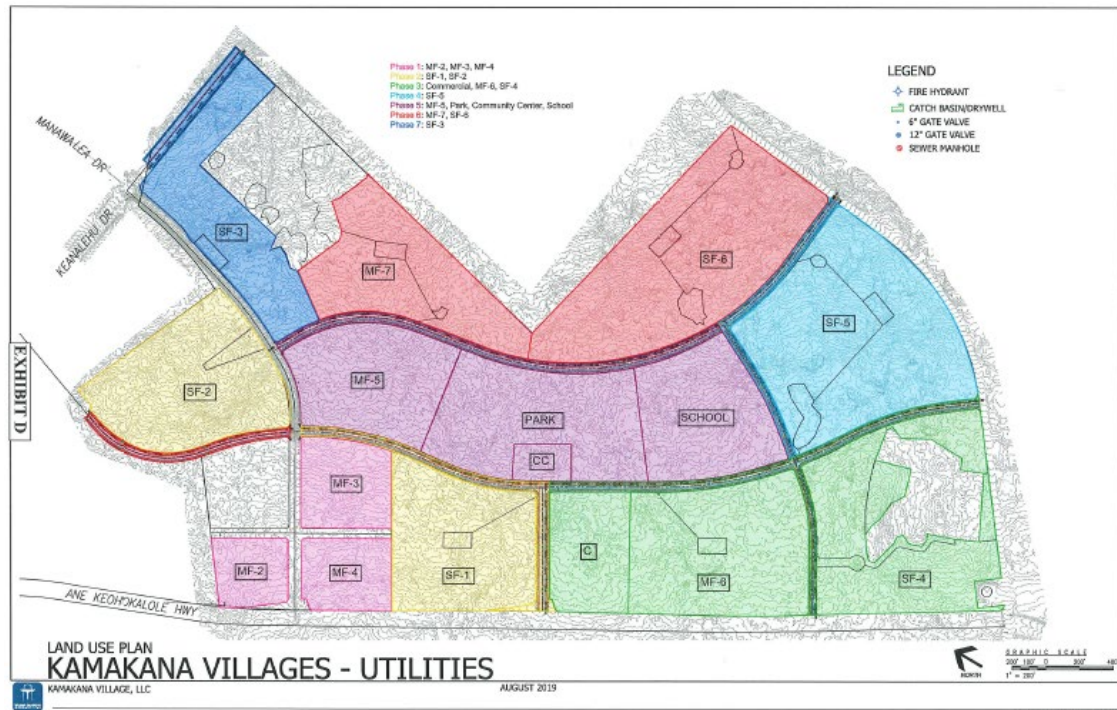 Phase 1: MF-2, MF-3, MF-4
Phase 2: SF-1, SF-2
Phase 3: Commercial, MF-6, SF-4
Phase 4: SF-5
Phase 5: MF-5, Park, Community Center, School
Phase 6: MF-7, SF-6
Phase 7: SF-3
LEGEND
FIRE HYDRANT
CATCH BASIN/DRYWELL
6" GATE VALVE
12" GATE VALVE
SEWER MANHOLE
MANAWALEA DR
KEANALEHU DR
SF-3
MF-7
SF-6
SF-5
SF-2
MF-5
PARK
SCHOOL
CC
MF-3
MF-2
MF-4
SF-1
C
MF-6
SF-4
EXHIBIT D
ANE KEOHOKALOLE HWY
LAND USE PLAN
KAMAKANA VILLAGES - UTILITIES
KAMAKANA VILLAGE, LLC
AUGUST 2019
NORTH
GRAPHIC SCALE
200' 100' 0 200' 400'
1" = 200'